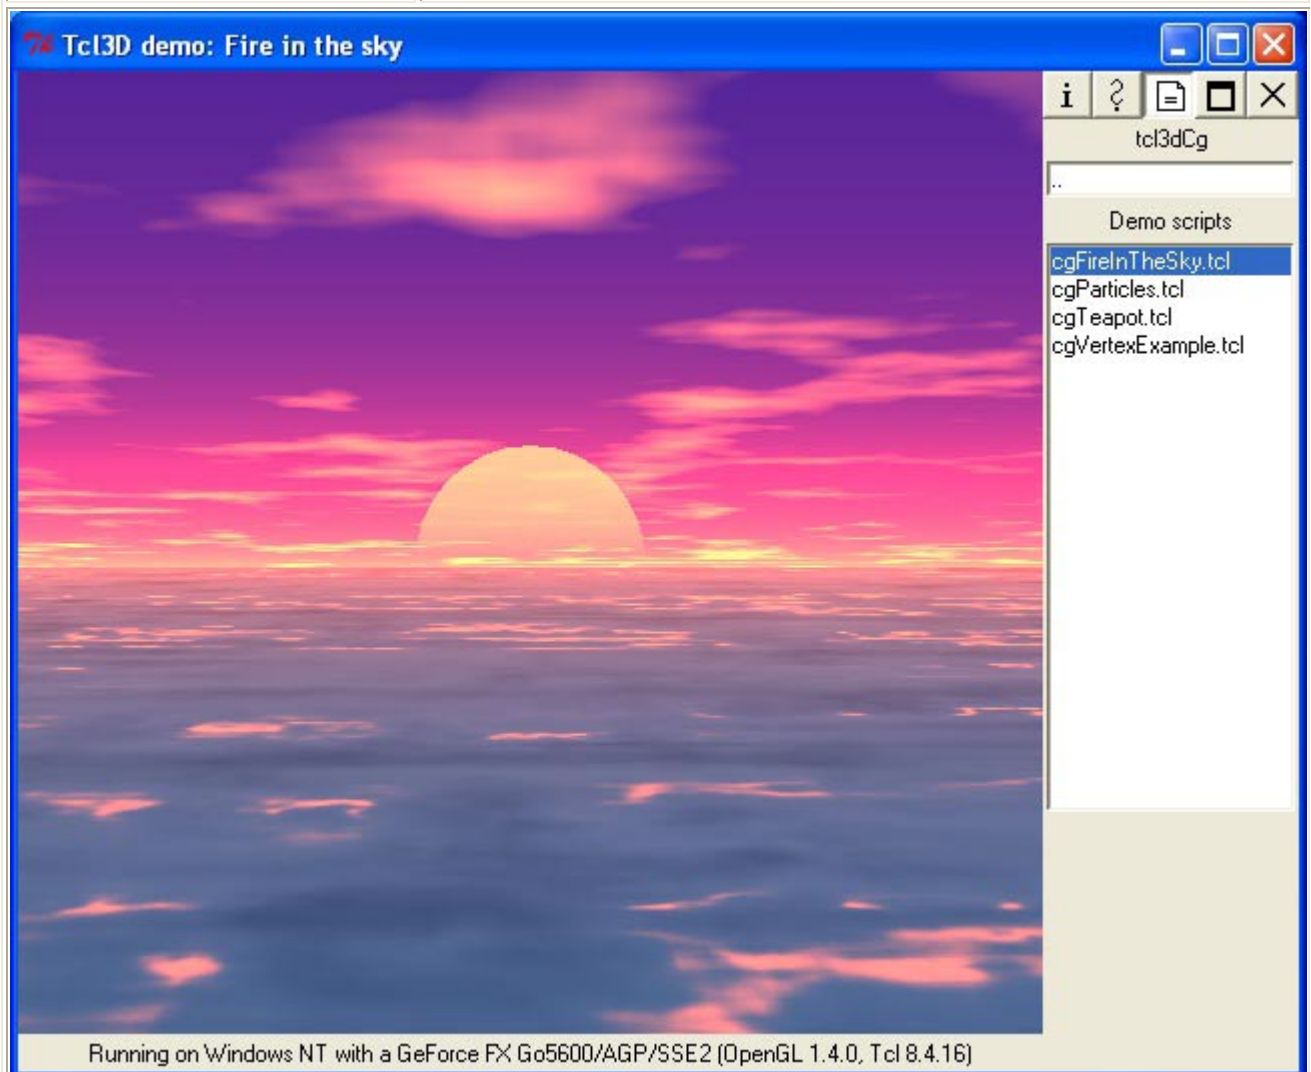 Tcl3D demo: Fire in the sky
i ?
tcl3dCg
..
Demo scripts
cgFireInTheSky.tcl
cgParticles.tcl
cgTeapot.tcl
cgVertexExample.tcl
Running on Windows NT with a GeForce FX Go5600/AGP/SSE2 (OpenGL 1.4.0, Tcl 8.4.16)